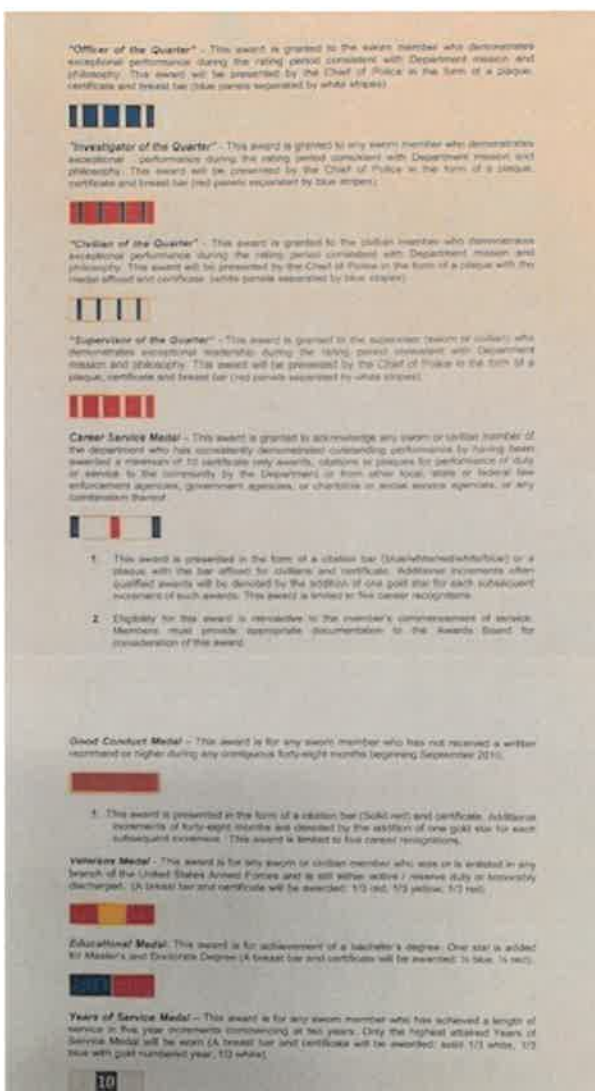 "Officer of the Quarter" - This award is granted to the sworn member who demonstrates
exceptional performance during the rating period consistent with Department mission and
philosophy. This award will be presented by the Chief of Police in the form of a plaque,
certificate and breast bar (blue panels separated by white stripes)
"Investigator of the Quarter" - This award is granted to any sworn member who demonstrates
exceptional performance during the rating period consistent with Department mission and
philosophy. This award will be presented by the Chief of Police in the form of a plaque,
certificate and breast bar (red panels separated by blue stripes)
"Civilian of the Quarter" - This award is granted to the civilian member who demonstrates
exceptional performance during the rating period consistent with Department mission and
philosophy. This award will be presented by the Chief of Police in the form of a plaque with the
medal affixed and certificate. (white panels separated by blue stripes)
"Supervisor of the Quarter" - This award is granted to the supervisor (sworn or civilian) who
demonstrates exceptional leadership during the rating period consistent with Department
mission and philosophy. This award will be presented by the Chief of Police in the form of a
plaque, certificate and breast bar (red panels separated by white stripes)
Career Service Medal – This award is granted to acknowledge any sworn or civilian member of
the department who has consistently demonstrated outstanding performance by having been
awarded a minimum of 10 certificate only awards, citations or plaques for performance of duty
or service to the community by the Department or from other local, state or federal law
enforcement agencies, government agencies, or charitable or social service agencies, or any
combination thereof
1. This award is presented in the form of a citation bar (blue/white/red/white/blue) or a
plaque with the bar affixed for civilians and certificate. Additional increments of ten
qualified awards will be denoted by the addition of one gold star for each subsequent
increment of such awards. This award is limited to five career recognitions.
2. Eligibility for this award is retroactive to the member's commencement of service.
Members must provide appropriate documentation to the Awards Board for
consideration of this award.
Good Conduct Medal – This award is for any sworn member who has not received a written
reprimand or higher during any contiguous forty-eight months beginning September
1. This award is presented in the form of a citation bar (Solid red) and certificate. Additional
increments of forty-eight months are denoted by the addition of one gold star for each
subsequent increment. This award is limited to five career recognitions.
Veterans Medal - This award is for any sworn or civilian member who was or is enlisted in any
branch of the United States Armed Forces and is still either active / reserve duty or honorably
discharged. (A breast bar and certificate will be awarded: 1/3 red, 1/3 yellow, 1/3 red).
Educational Medal: This award is for achievement of a bachelor's degree. One star is added
for Master's and Doctorate Degree (A breast bar and certificate will be awarded: ½ blue, ½ red).
Years of Service Medal – This award is for any sworn member who has achieved a length of
service in five year increments commencing at ten years. Only the highest attained Years of
Service Medal will be worn (A breast bar and certificate will be awarded: solid 1/3 white, 1/3
blue with gold numbered year, 1/3 white)
10